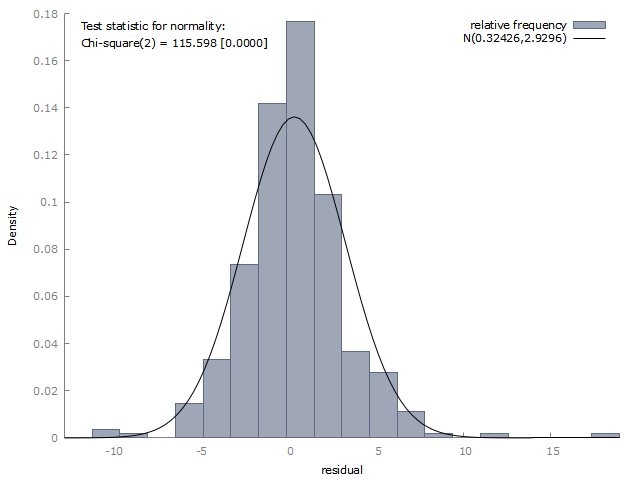 Test statistic for normality:
Chi-square(2) = 115.598 [0.0000]
relative frequency
N(0.32426,2.9296)
Density
0.18
0.16
0.14
0.12
0.1
0.08
0.06
0.04
0.02
0
-10 -5 0 5 10 15
residual